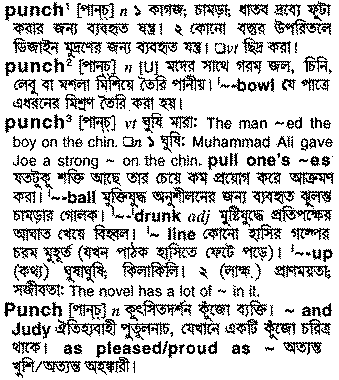 punch¹ [পান্‌চ্] n ১ কাগজ; চামড়া; ধাতব দ্রব্যে ফুটা
করার জন্য ব্যবহৃত যন্ত্র। ২ কোনো বস্তুর উপরিতলে
ডিজাইন মুদ্রণের জন্য ব্যবহৃত যন্ত্র। □vt ছিদ্র করা।
punch² [পান্‌চ্] n [U] মদের সাথে গরম জল, চিনি,
লেবু বা মশলা মিশিয়ে তৈরি পানীয়। ˈ~-bowl যে পাত্রে
এধরনের মিশ্রণ তৈরি করা হয়।
punch³ [পান্‌চ্] vt ঘুষি মারা: The man ~ed the
boy on the chin. □n ১ ঘুষি: Muhammad Ali gave
Joe a strong ~ on the chin. pull one's ~es
যতটুকু শক্তি আছে তার চেয়ে কম প্রয়োগ করে আক্রমণ
করা। ˈ~-ball মুষ্টিযুদ্ধ অনুশীলনের জন্য ব্যবহৃত ঝুলন্ত
চামড়ার গোলক। ˈ~-ˈdrunk adj মুষ্টিযুদ্ধে প্রতিপক্ষের
আঘাত খেয়ে বিহ্বল। ˈ~ line কোনো হাসির গল্পের
চরম মুহূর্ত (যখন পাঠক হাসিতে ফেটে পড়ে)। ˈ~-up
(কথ্য) ঘুষাঘুষি; কিলাকিলি। ২ (লাক্ষ.) প্রাণময়তা;
সজীবতা: The novel has a lot of ~ in it.
Punch [পান্‌চ্] n কুৎসিতদর্শন কুঁজো ব্যক্তি। ~ and
Judy ঐতিহ্যবাহী পুতুলনাচ, যেখানে একটি কুঁজো চরিত্র
থাকে। as pleased/proud as ~ অত্যন্ত
খুশি/অত্যন্ত অহঙ্কারী।